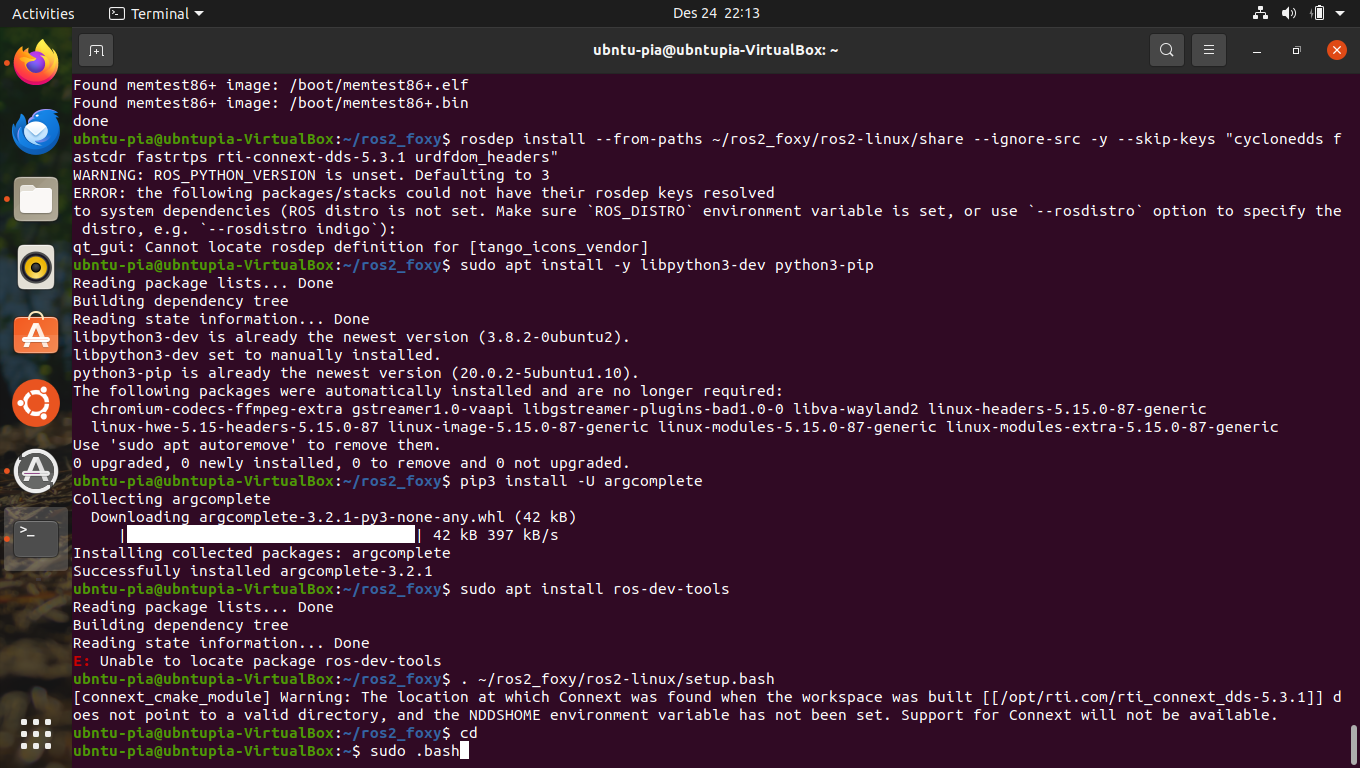 Activities Terminal Des 24 22:13
ubntu-pia@ubntupia-VirtualBox: ~
Found memtest86+ image: /boot/memtest86+.elf
Found memtest86+ image: /boot/memtest86+.bin
done
ubntu-pia@ubntupia-VirtualBox:~/ros2_foxy$ rosdep install --from-paths ~/ros2_foxy/ros2-linux/share --ignore-src -y --skip-keys "cyclonedds f
astcdr fastrtps rti-connext-dds-5.3.1 urdfdom_headers"
WARNING: ROS_PYTHON_VERSION is unset. Defaulting to 3
ERROR: the following packages/stacks could not have their rosdep keys resolved
to system dependencies (ROS distro is not set. Make sure `ROS_DISTRO` environment variable is set, or use `--rosdistro` option to specify the
 distro, e.g. `--rosdistro indigo`):
qt_gui: Cannot locate rosdep definition for [tango_icons_vendor]
ubntu-pia@ubntupia-VirtualBox:~/ros2_foxy$ sudo apt install -y libpython3-dev python3-pip
Reading package lists... Done
Building dependency tree
Reading state information... Done
libpython3-dev is already the newest version (3.8.2-0ubuntu2).
libpython3-dev set to manually installed.
python3-pip is already the newest version (20.0.2-5ubuntu1.10).
The following packages were automatically installed and are no longer required:
  chromium-codecs-ffmpeg-extra gstreamer1.0-vaapi libgstreamer-plugins-bad1.0-0 libva-wayland2 linux-headers-5.15.0-87-generic
  linux-hwe-5.15-headers-5.15.0-87 linux-image-5.15.0-87-generic linux-modules-5.15.0-87-generic linux-modules-extra-5.15.0-87-generic
Use 'sudo apt autoremove' to remove them.
0 upgraded, 0 newly installed, 0 to remove and 0 not upgraded.
ubntu-pia@ubntupia-VirtualBox:~/ros2_foxy$ pip3 install -U argcomplete
Collecting argcomplete
  Downloading argcomplete-3.2.1-py3-none-any.whl (42 kB)
     |████████████████████████████████| 42 kB 397 kB/s
Installing collected packages: argcomplete
Successfully installed argcomplete-3.2.1
ubntu-pia@ubntupia-VirtualBox:~/ros2_foxy$ sudo apt install ros-dev-tools
Reading package lists... Done
Building dependency tree
Reading state information... Done
E: Unable to locate package ros-dev-tools
ubntu-pia@ubntupia-VirtualBox:~/ros2_foxy$ . ~/ros2_foxy/ros2-linux/setup.bash
[connext_cmake_module] Warning: The location at which Connext was found when the workspace was built [[/opt/rti.com/rti_connext_dds-5.3.1]] d
oes not point to a valid directory, and the NDDSHOME environment variable has not been set. Support for Connext will not be available.
ubntu-pia@ubntupia-VirtualBox:~/ros2_foxy$ cd
ubntu-pia@ubntupia-VirtualBox:~$ sudo .bash